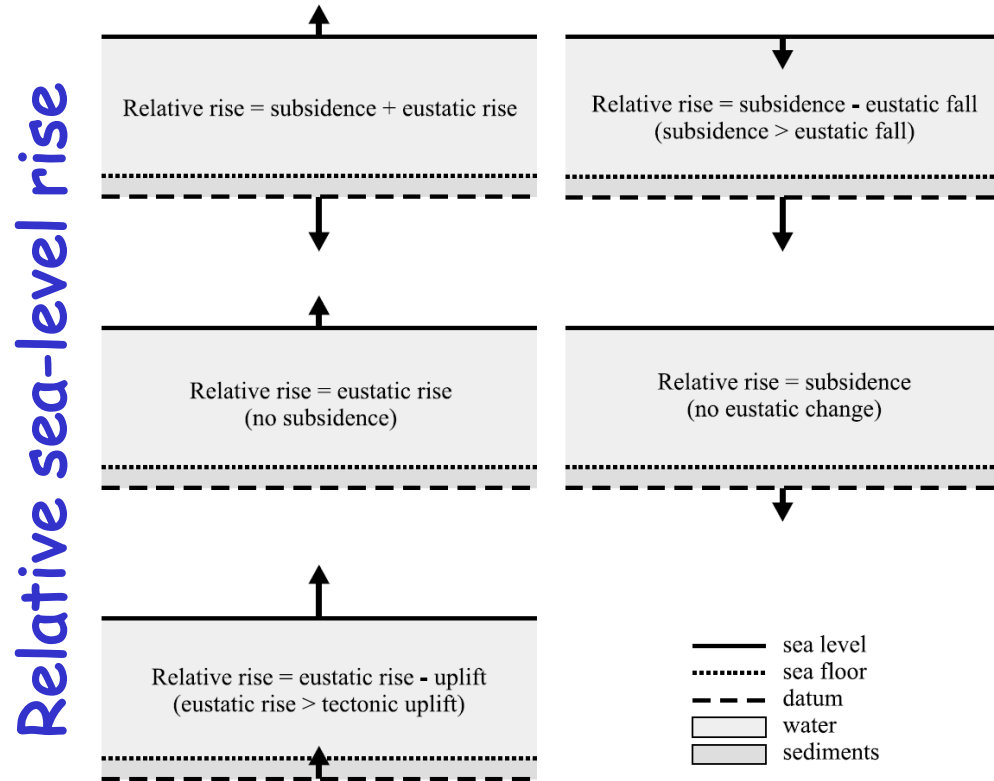 Relative sea-level rise
Relative rise = subsidence + eustatic rise
Relative rise = subsidence - eustatic fall
(subsidence > eustatic fall)
Relative rise = eustatic rise
(no subsidence)
Relative rise = subsidence
(no eustatic change)
Relative rise = eustatic rise - uplift
(eustatic rise > tectonic uplift)
sea level
sea floor
datum
water
sediments